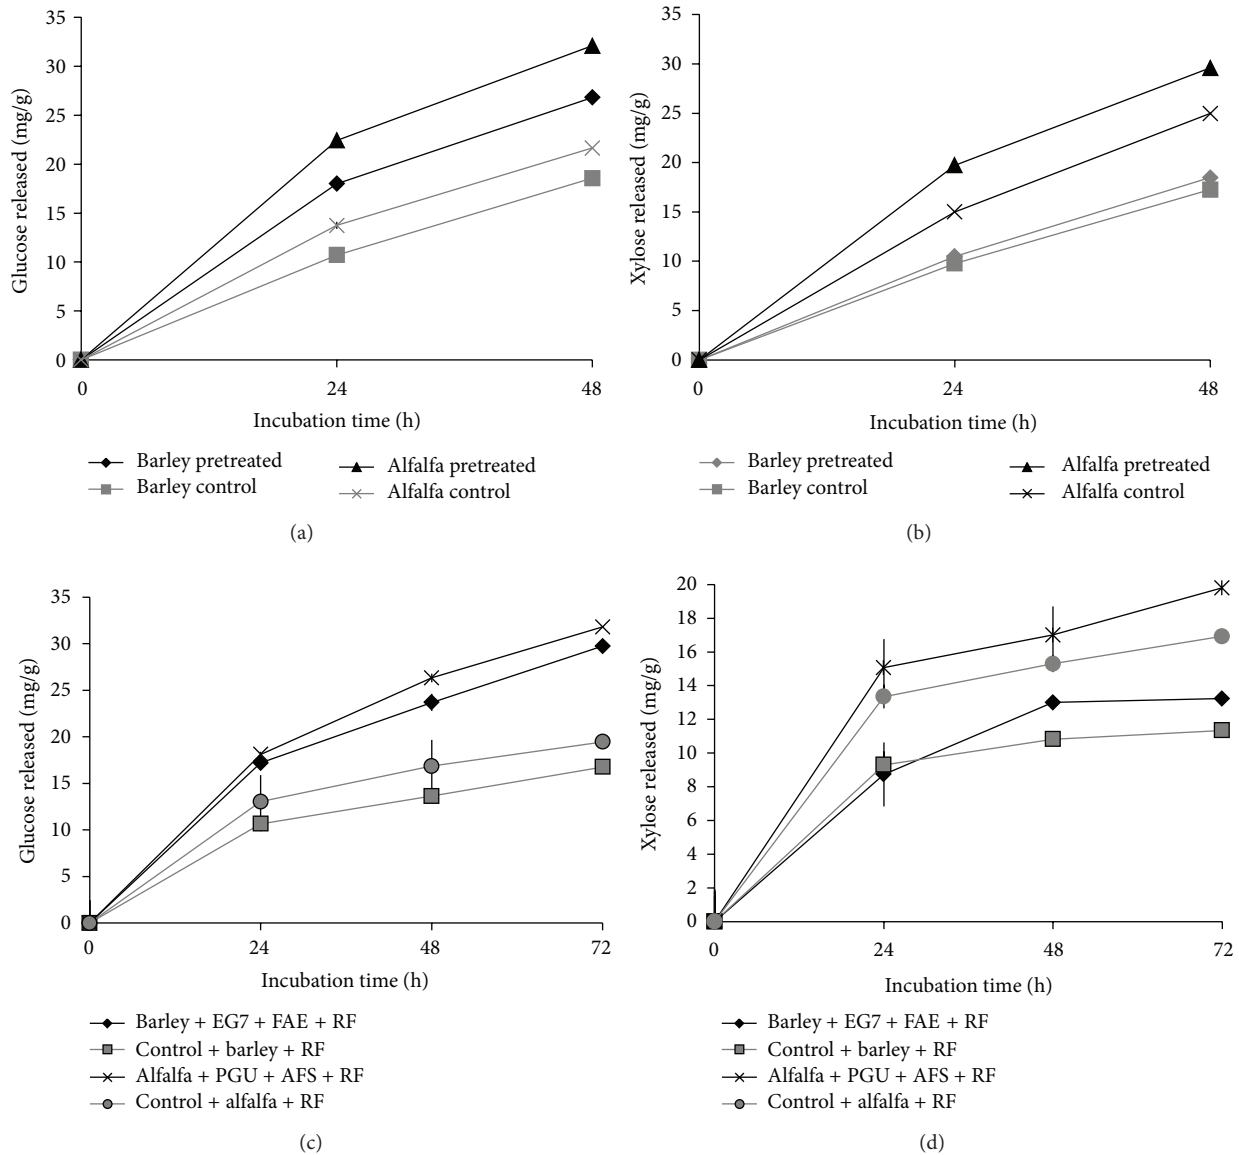 35
30
25
20
15
10
5
0
Glucose released (mg/g)
0 24 48
Incubation time (h)
Barley pretreated
Barley control
Alfalfa pretreated
Alfalfa control
(a)
35
30
25
20
15
10
5
0
Xylose released (mg/g)
0 24 48
Incubation time (h)
Barley pretreated
Barley control
Alfalfa pretreated
Alfalfa control
(b)
35
30
25
20
15
10
5
0
Glucose released (mg/g)
0 24 48 72
Incubation time (h)
Barley + EG7 + FAE + RF
Control + barley + RF
Alfalfa + PGU + AFS + RF
Control + alfalfa + RF
(c)
20
18
16
14
12
10
8
6
4
2
0
Xylose released (mg/g)
0 24 48 72
Incubation time (h)
Barley + EG7 + FAE + RF
Control + barley + RF
Alfalfa + PGU + AFS + RF
Control + alfalfa + RF
(d)